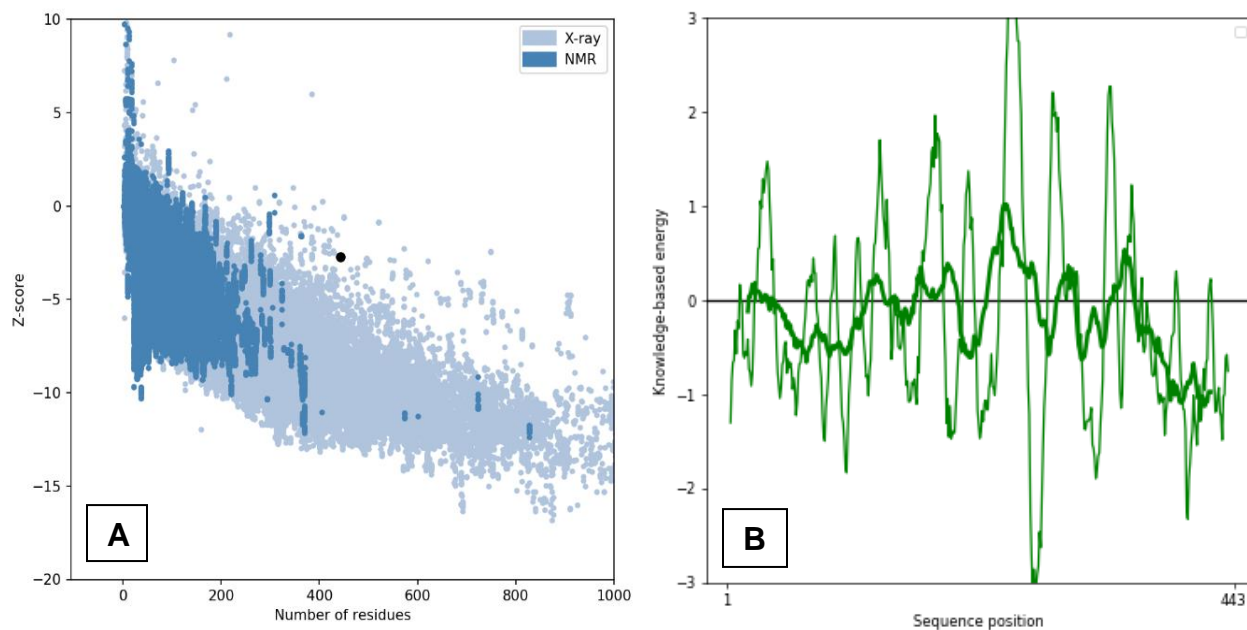 10
5
0
−5
−10
−15
−20
Z-score
0
200
400
600
800
1000
Number of residues
X-ray
NMR
A
3
2
1
0
−1
−2
−3
Knowledge-based energy
1
443
Sequence position
B